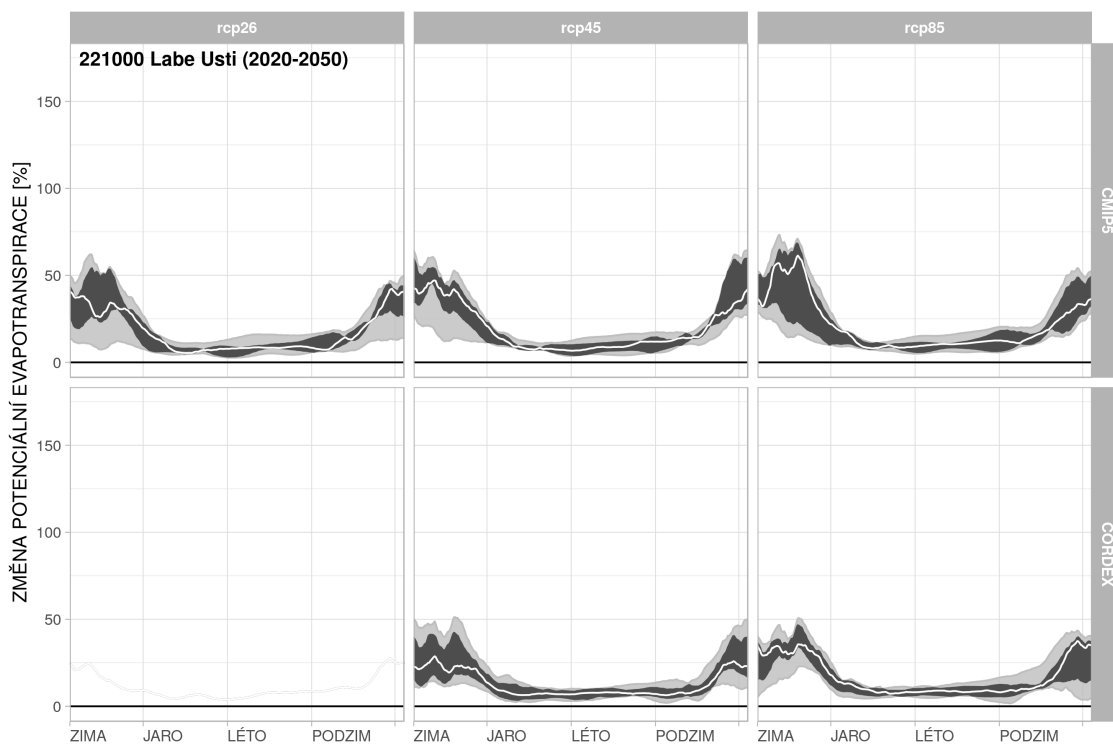 rcp26 rcp45 rcp85
221000 Labe Usti (2020-2050)
ZMĚNA POTENCIÁLNÍ EVAPOTRANSPIRACE [%]
150
100
50
0
CMIP5
150
100
50
0
CORDEX
ZIMA JARO LÉTO PODZIM ZIMA JARO LÉTO PODZIM ZIMA JARO LÉTO PODZIM